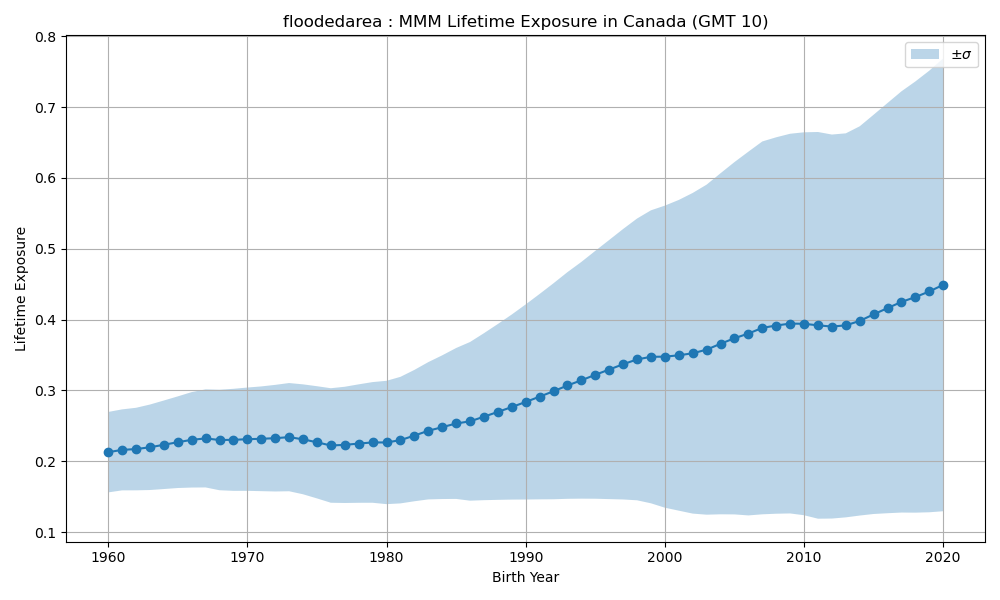 floodedarea : MMM Lifetime Exposure in Canada (GMT 10)
±σ
Lifetime Exposure
0.8
0.7
0.6
0.5
0.4
0.3
0.2
0.1
1960 1970 1980 1990 2000 2010 2020
Birth Year